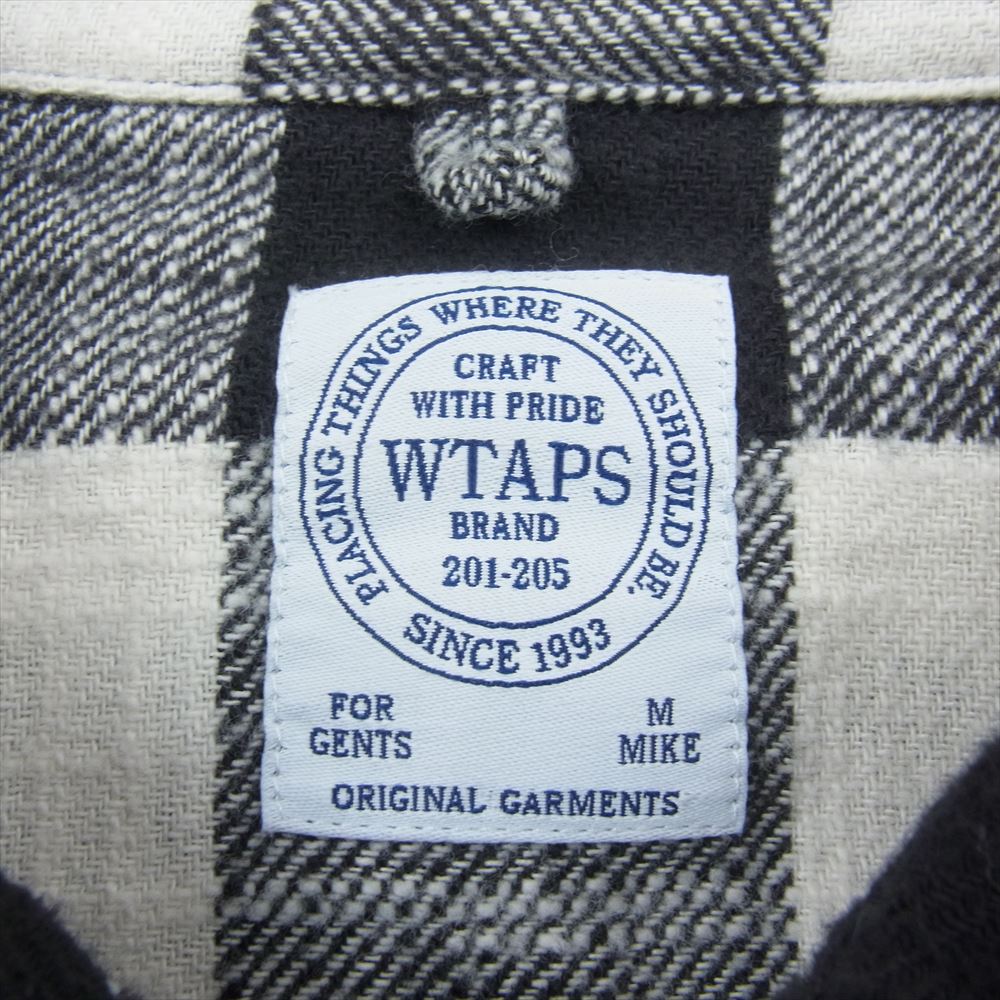 PLACING THINGS WHERE THEY SHOULD BE.
CRAFT
WITH PRIDE
WTAPS
BRAND
201-205
SINCE 1993
FOR
GENTS
M
MIKE
ORIGINAL GARMENTS